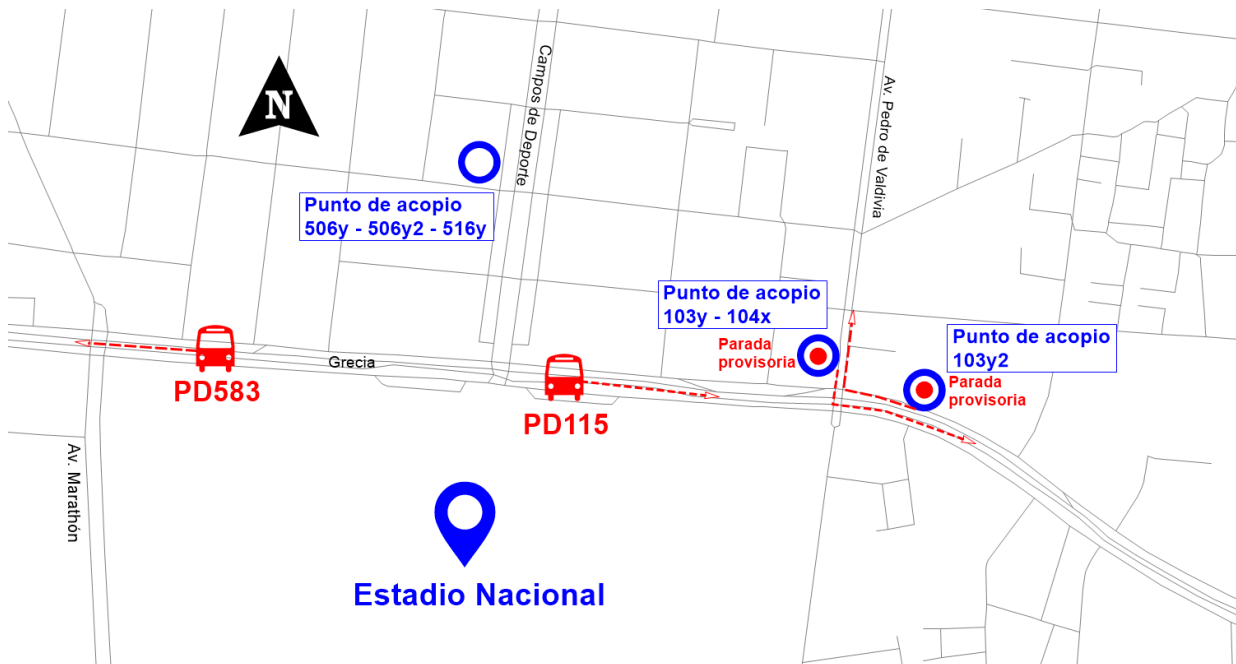 N
Campos de Deporte
Av. Pedro de Valdivia
Punto de acopio
506y - 506y2 - 516y
Punto de acopio
103y - 104x
Parada
provisoria
Punto de acopio
103y2
Parada
provisoria
Grecia
PD583
PD115
Av. Marathón
Estadio Nacional